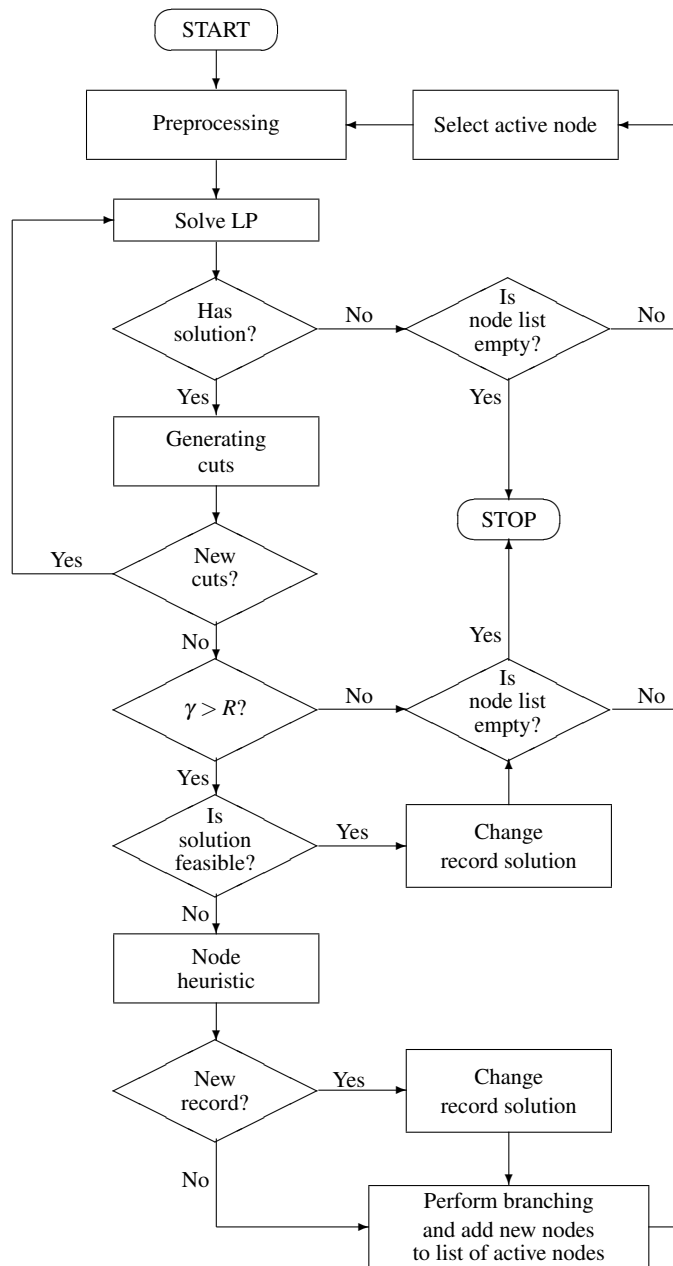 START
Preprocessing
Select active node
Solve LP
Has
solution?
No
Is
node list
empty?
No
Yes
Yes
Generating
cuts
STOP
Yes
New
cuts?
No
Yes
γ > R?
No
Is
node list
empty?
No
Yes
Is
solution
feasible?
Yes
Change
record solution
No
Node
heuristic
New
record?
Yes
Change
record solution
No
Perform branching
and add new nodes
to list of active nodes